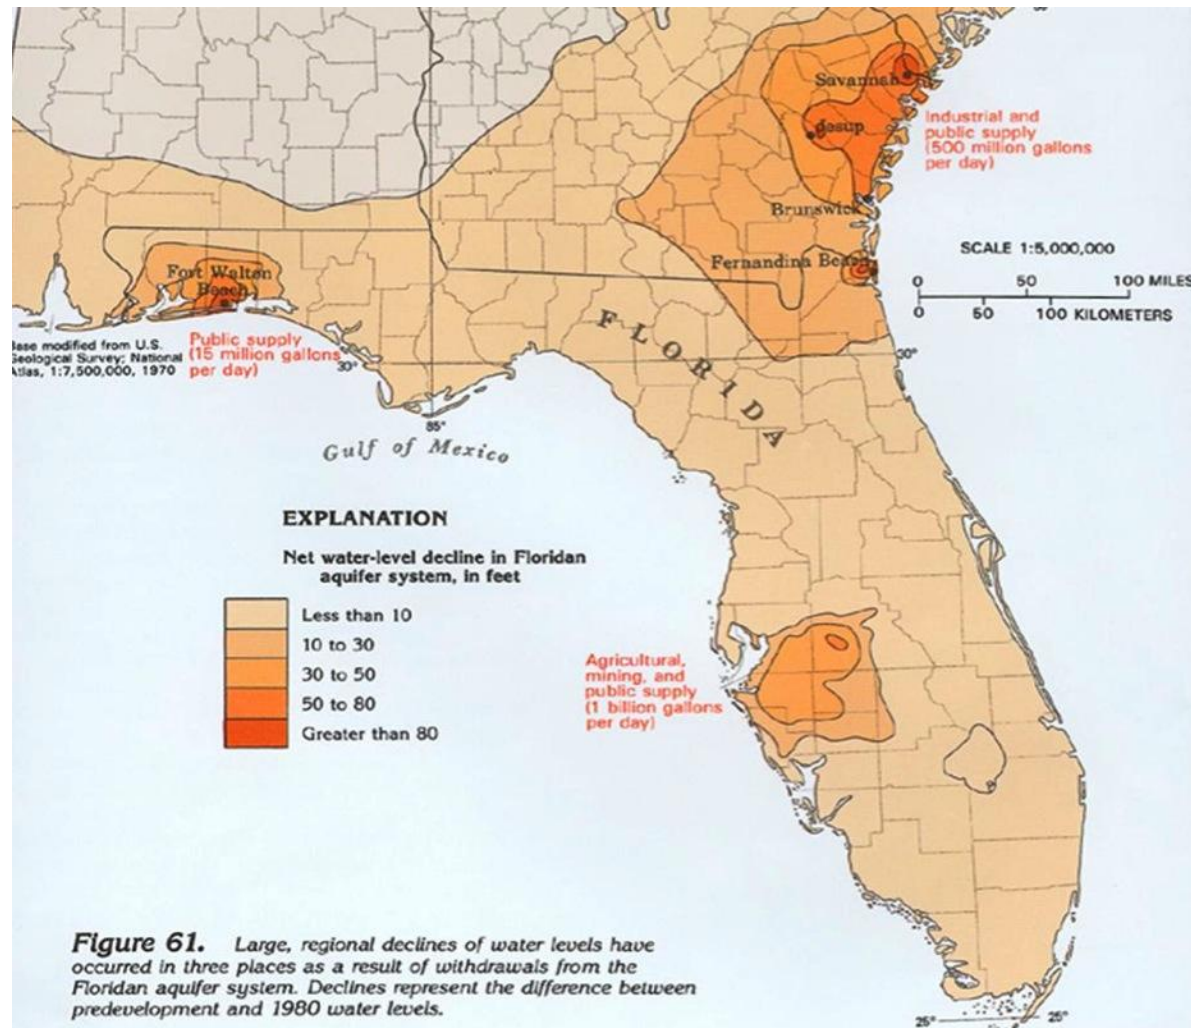 Savannah
Jesup
Industrial and
public supply
(500 million gallons
per day)
Brunswick
SCALE 1:5,000,000
Fernandina Beach
0 50 100 MILES
0 50 100 KILOMETERS
Fort Walton
Beach
FLORIDA
Base modified from U.S.
Geological Survey; National
Atlas, 1:7,500,000, 1970
Public supply
(15 million gallons
per day)
30°
30°
85°
Gulf of Mexico
EXPLANATION
Net water-level decline in Floridan
aquifer system, in feet
Less than 10
10 to 30
30 to 50
50 to 80
Greater than 80
Agricultural,
mining, and
public supply
(1 billion gallons
per day)
Figure 61. Large, regional declines of water levels have
occurred in three places as a result of withdrawals from the
Floridan aquifer system. Declines represent the difference between
predevelopment and 1980 water levels.
25° 25°